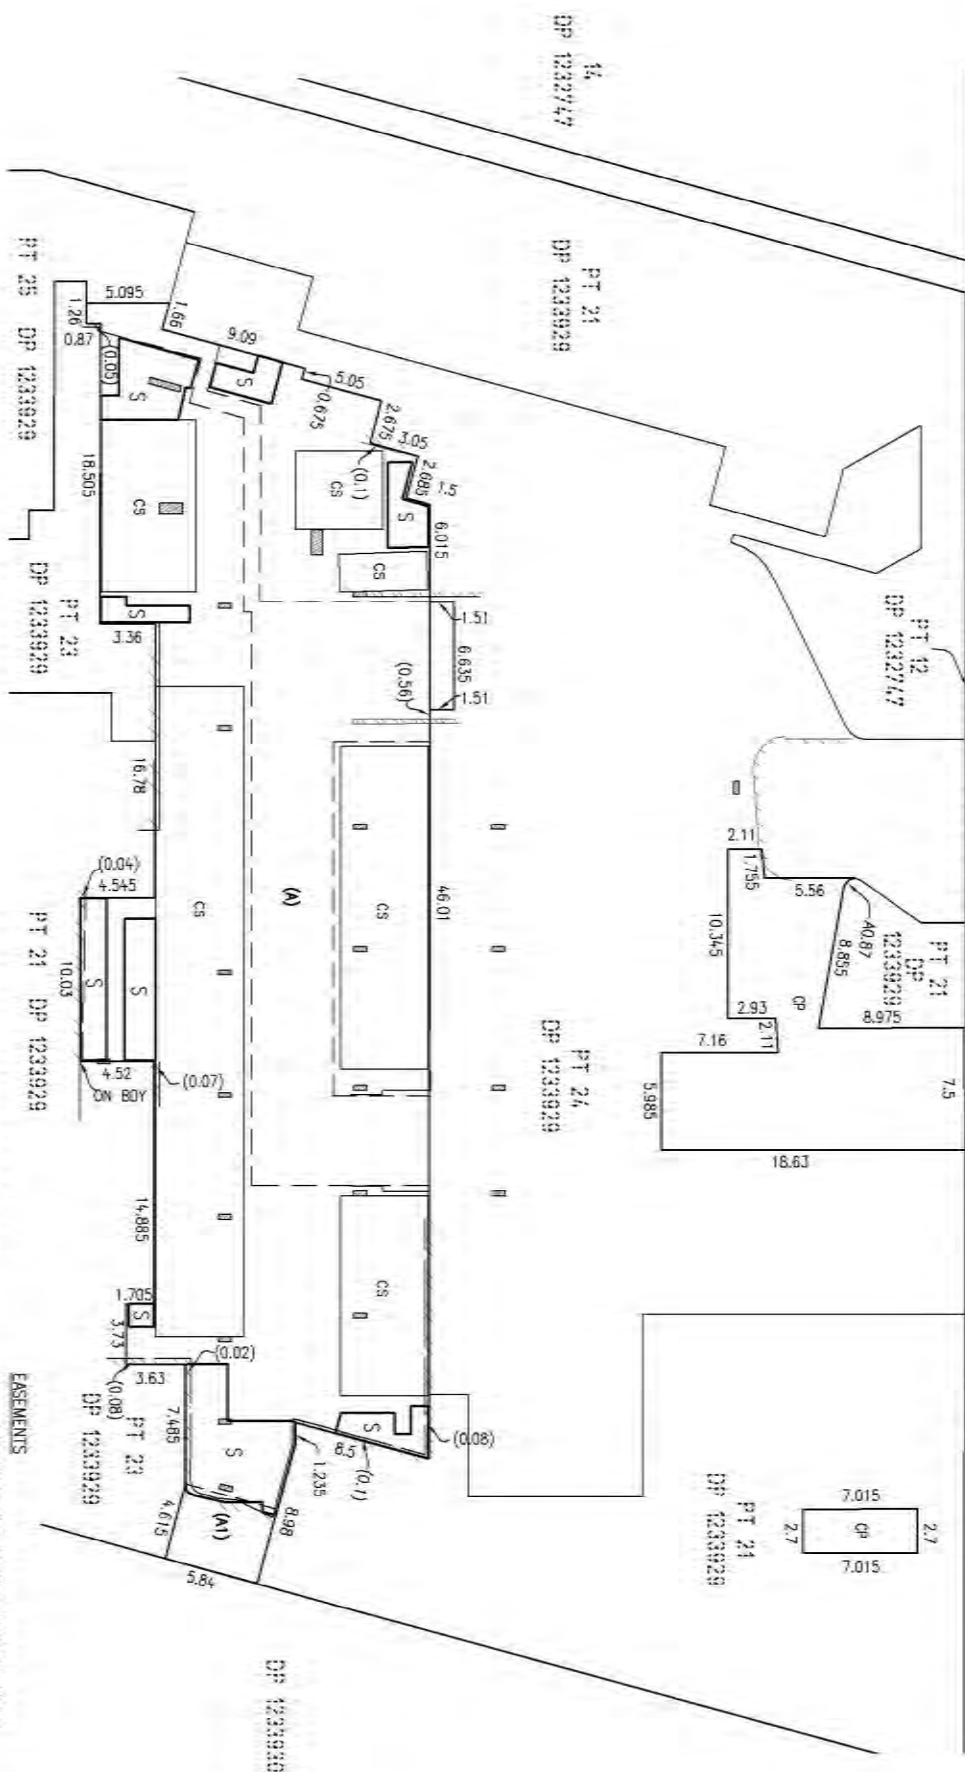 14
DP 1232747
PT 21
DP 1233929
PT 12
DP 1232747
PT 25 DP 1233929
5.095
1.26
0.87
(0.05)
1.66
9.09
S
S
0.675
5.05
2.675
3.05
(0.1)
2.685
1.5
CS
S
6.015
CS
CS
18.505
PT 23
DP 1233929
S
3.36
1.51
6.635
1.51
(0.56)
16.78
(0.04)
4.545
CS
(A)
CS
46.01
2.11
1.755
5.56
A0.87
8.855
PT 21
DP
1233929
10.345
CP
8.975
2.93
2.11
7.16
7.5
5.985
18.63
PT 24
DP 1233929
PT 21 DP 1233929
10.03
S
S
4.52
ON BDY
(0.07)
14.885
CS
1.705
S
3.73
(0.02)
(0.08)
3.63
PT 23
DP 1233929
7.485
S
8.5
S
(0.1)
(0.08)
1.235
8.98
(A1)
4.615
5.84
EASEMENTS
PT 21
DP 1233929
7.015
2.7
CP
2.7
7.015
DP 1233930